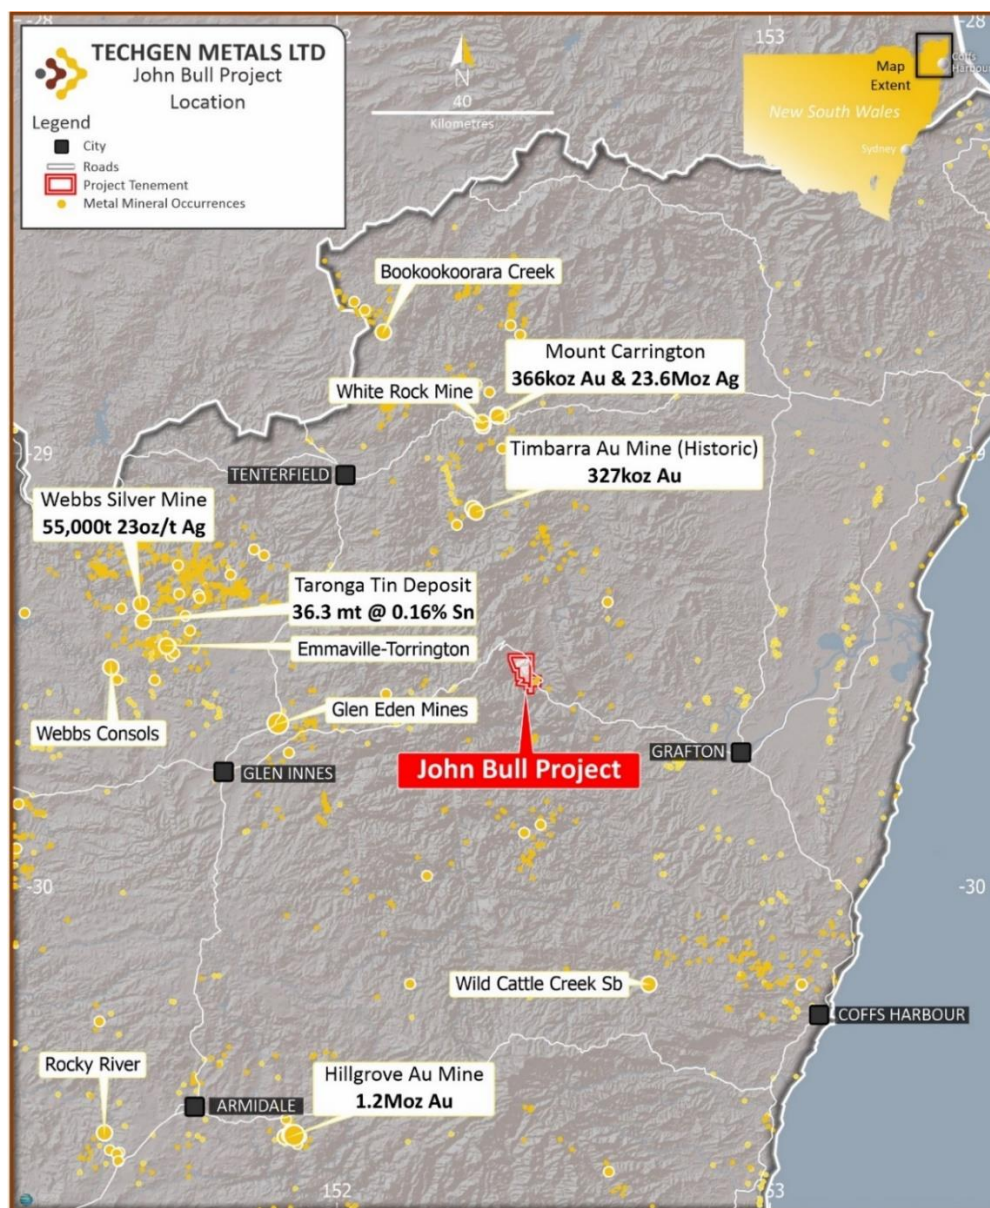 TECHGEN METALS LTD
John Bull Project
Location
Legend
City
Roads
Project Tenement
Metal Mineral Occurrences
-28
2
N
40
Kilometres
153
-28
Map
Extent
Coffs
Harbour
New South Wales
Sydney
Bookookoorara Creek
Mount Carrington
366koz Au & 23.6Moz Ag
White Rock Mine
-29
Timbarra Au Mine (Historic)
327koz Au
-29
TENTERFIELD
Webbs Silver Mine
55,000t 23oz/t Ag
Taronga Tin Deposit
36.3 mt @ 0.16% Sn
Emmaville-Torrington
Glen Eden Mines
Webbs Consols
John Bull Project
GRAFTON
GLEN INNES
-30
-30
Wild Cattle Creek Sb
COFFS HARBOUR
Rocky River
Hillgrove Au Mine
1.2Moz Au
ARMIDALE
152
53